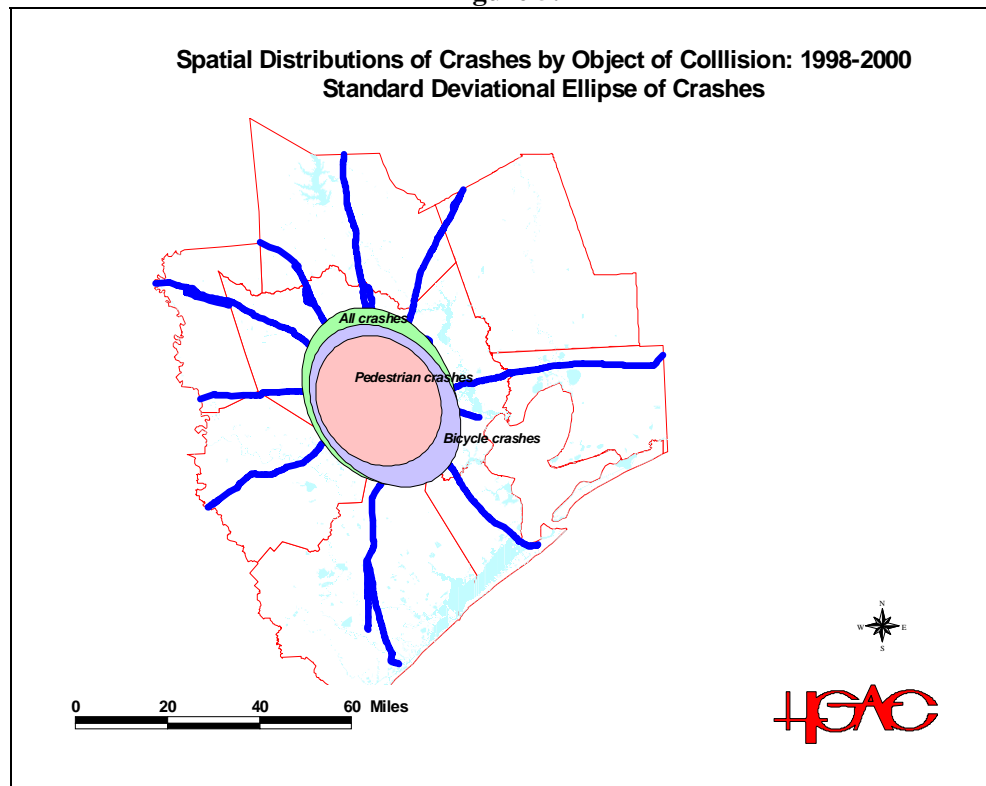 Spatial Distributions of Crashes by Object of Colllision: 1998-2000
Standard Deviational Ellipse of Crashes
All crashes
Pedestrian crashes
Bicycle crashes
N
W E
S
0 20 40 60 Miles
HGAC